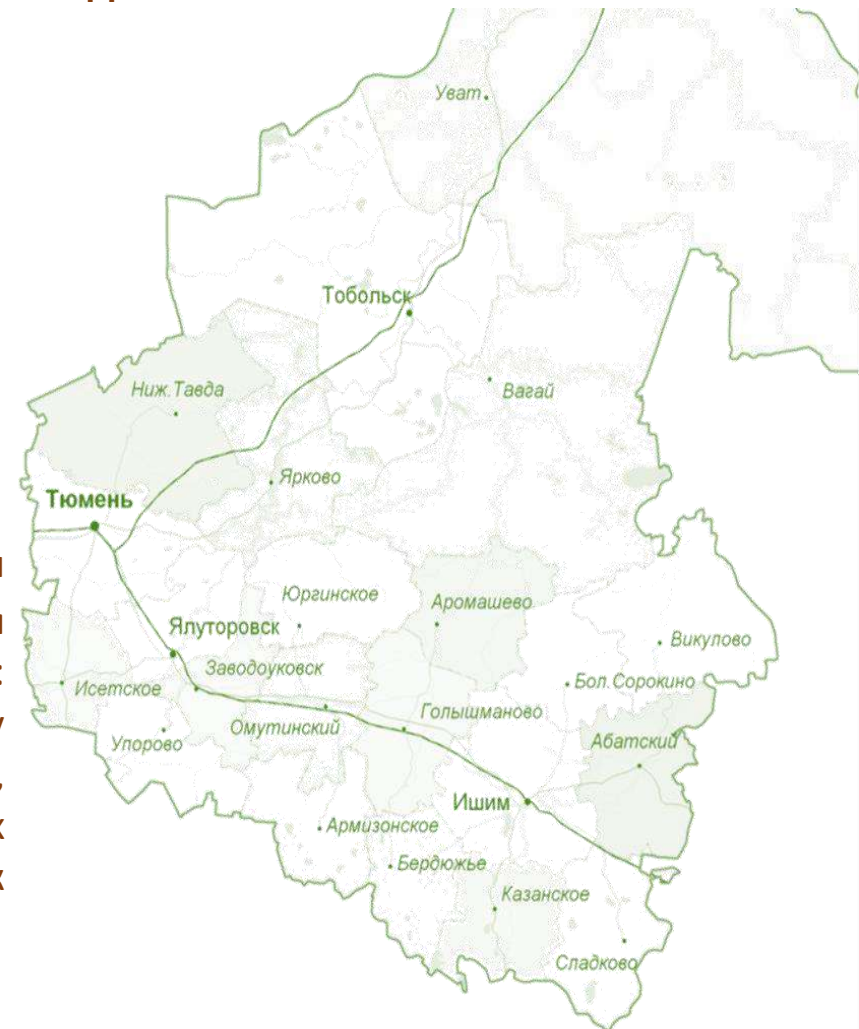 Уват
Тобольск
Ниж.Тавда
Вагай
Ярково
Тюмень
Юргинское
Аромашево
Ялуторовск
Викулово
Заводоуковск
Исетское
Бол.Сорокино
Омутинский
Голышманово
Упорово
Абатский
Ишим
Армизонское
Бердюжье
Казанское
Сладково